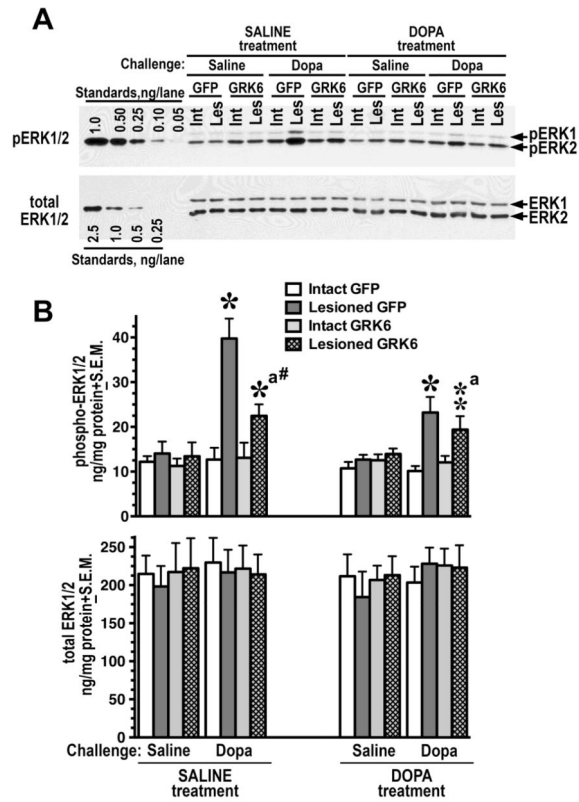 A
SALINE treatment
DOPA treatment
Challenge: Saline Dopa Saline Dopa
Standards,ng/lane GFP GRK6 GFP GRK6 GFP GRK6 GFP GRK6
1.0 0.50 0.25 0.10 0.05 Int Les Int Les Int Les Int Les Int Les Int Les Int Les Int Les
pERK1/2
pERK1
pERK2
total ERK1/2
ERK1
ERK2
2.5 1.0 0.5 0.25
Standards, ng/lane
B
Intact GFP
Lesioned GFP
Intact GRK6
Lesioned GRK6
phospho-ERK1/2
ng/mg protein+S.E.M.
40
30
20
10
0
*
* a#
*
** a
total ERK1/2
ng/mg protein+S.E.M.
250
200
150
100
50
0
Challenge: Saline Dopa Saline Dopa
SALINE treatment
DOPA treatment